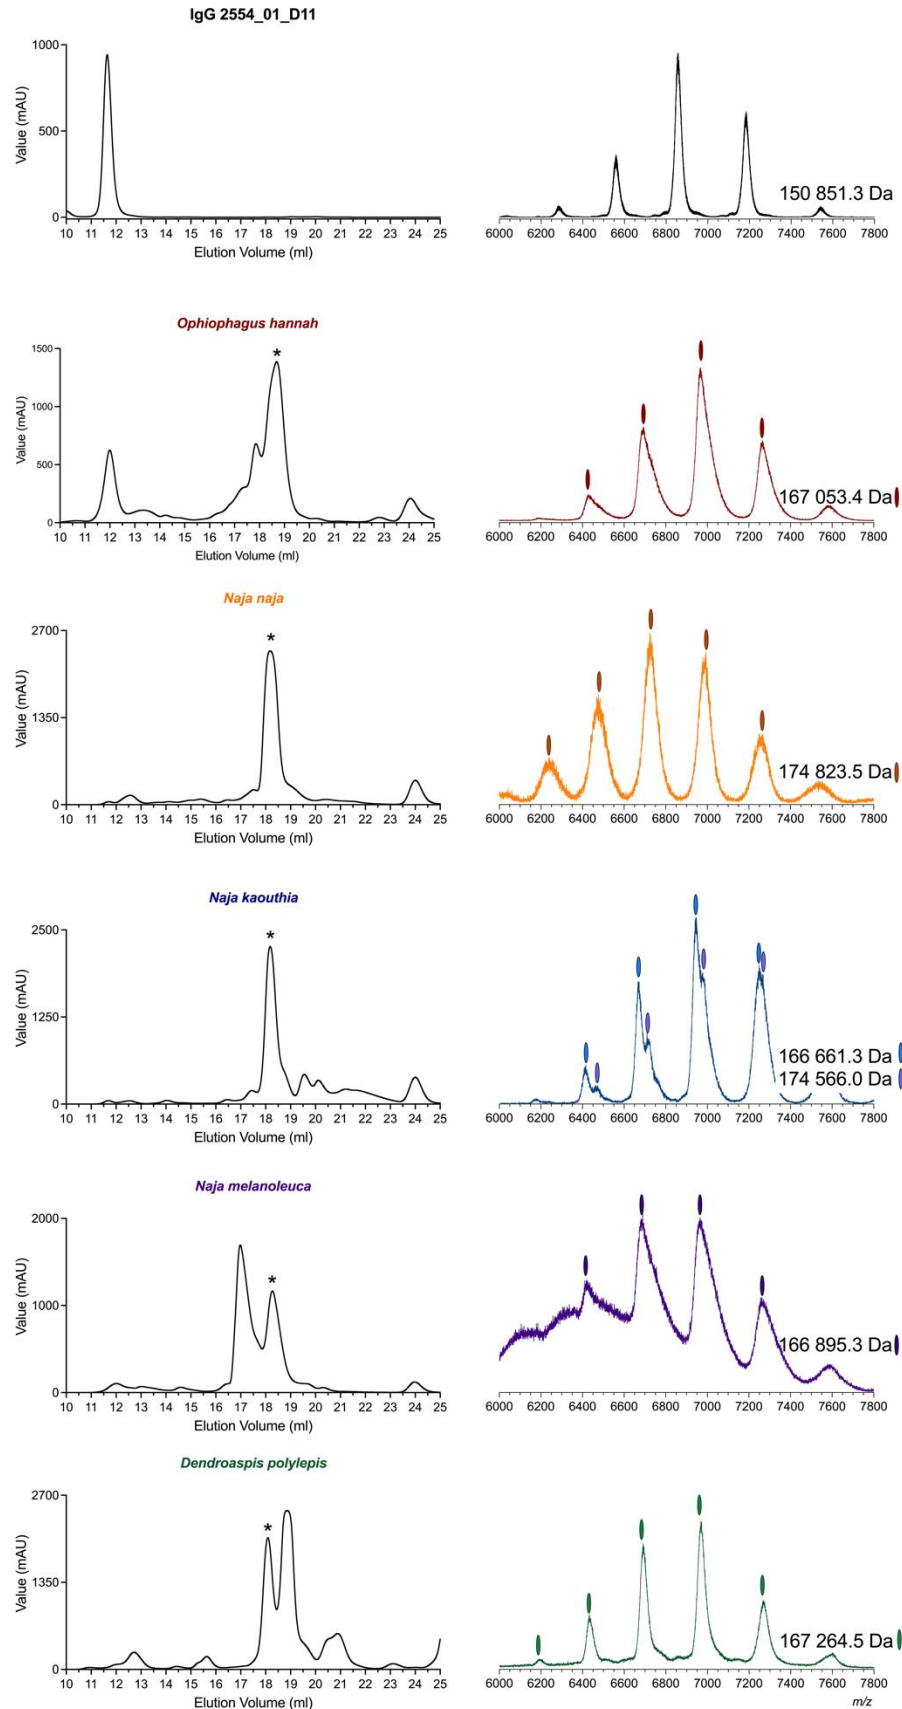 IgG 2554_01_D11
Value (mAU)
1000
500
0
10 11 12 13 14 15 16 17 18 19 20 21 22 23 24 25
Elution Volume (ml)
150 851.3 Da
6000 6200 6400 6600 6800 7000 7200 7400 7600 7800
Ophiophagus hannah
Value (mAU)
1500
1000
500
0
*
10 11 12 13 14 15 16 17 18 19 20 21 22 23 24 25
Elution Volume (ml)
167 053.4 Da
6000 6200 6400 6600 6800 7000 7200 7400 7600 7800
Naja naja
Value (mAU)
2700
1350
0
*
10 11 12 13 14 15 16 17 18 19 20 21 22 23 24 25
Elution Volume (ml)
174 823.5 Da
6000 6200 6400 6600 6800 7000 7200 7400 7600 7800
Naja kaouthia
Value (mAU)
2500
1250
0
*
10 11 12 13 14 15 16 17 18 19 20 21 22 23 24 25
Elution Volume (ml)
166 661.3 Da
174 566.0 Da
6000 6200 6400 6600 6800 7000 7200 7400 7600 7800
Naja melanoleuca
Value (mAU)
2000
1000
0
*
10 11 12 13 14 15 16 17 18 19 20 21 22 23 24 25
Elution Volume (ml)
166 895.3 Da
6000 6200 6400 6600 6800 7000 7200 7400 7600 7800
Dendroaspis polylepis
Value (mAU)
2700
1350
0
*
10 11 12 13 14 15 16 17 18 19 20 21 22 23 24 25
Elution Volume (ml)
167 264.5 Da
6000 6200 6400 6600 6800 7000 7200 7400 7600 7800
m/z